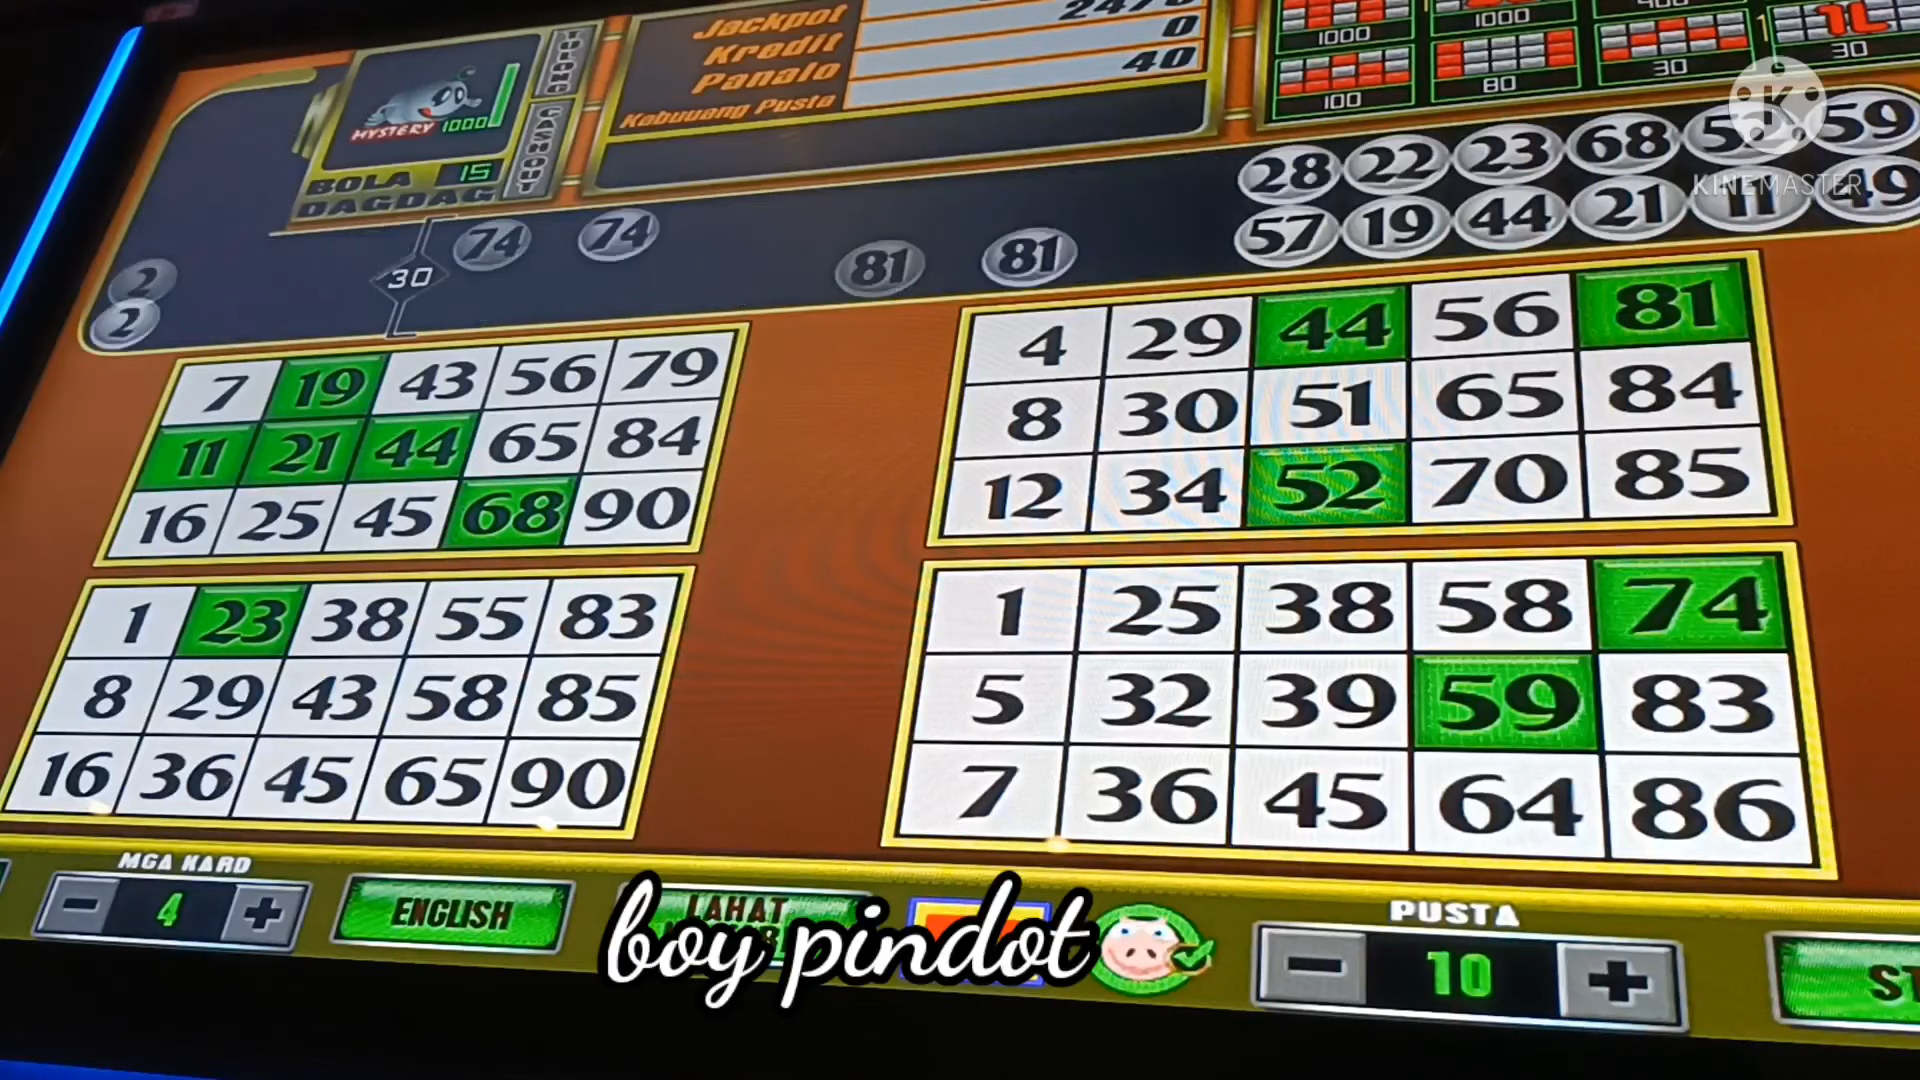 TULONG
CASHOUT
MYSTERY 1000
BOLA 15
DAGDAG
Jackpot
Kredit 0
Panalo 40
Kabuuang Pusta
1000
1000
100
80
30
30
K
KINEMASTER
28 22 23 68 59
57 19 44 21 11 49
74 74
81 81
30
2
2
7 19 43 56 79
11 21 44 65 84
16 25 45 68 90
4 29 44 56 81
8 30 51 65 84
12 34 52 70 85
1 23 38 55 83
8 29 43 58 85
16 36 45 65 90
1 25 38 58 74
5 32 39 59 83
7 36 45 64 86
MGA KARD
- 4 +
ENGLISH
LAHAT
boy pindot
PUSTA
- 10 +